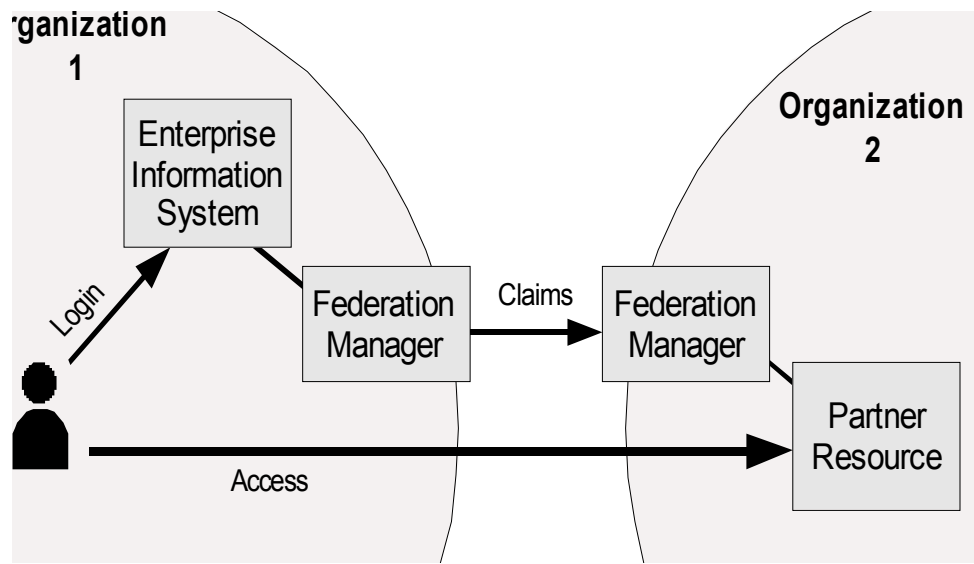 rganization
1
Enterprise
Information
System
Login
Federation
Manager
Claims
Federation
Manager
Organization
2
Partner
Resource
Access